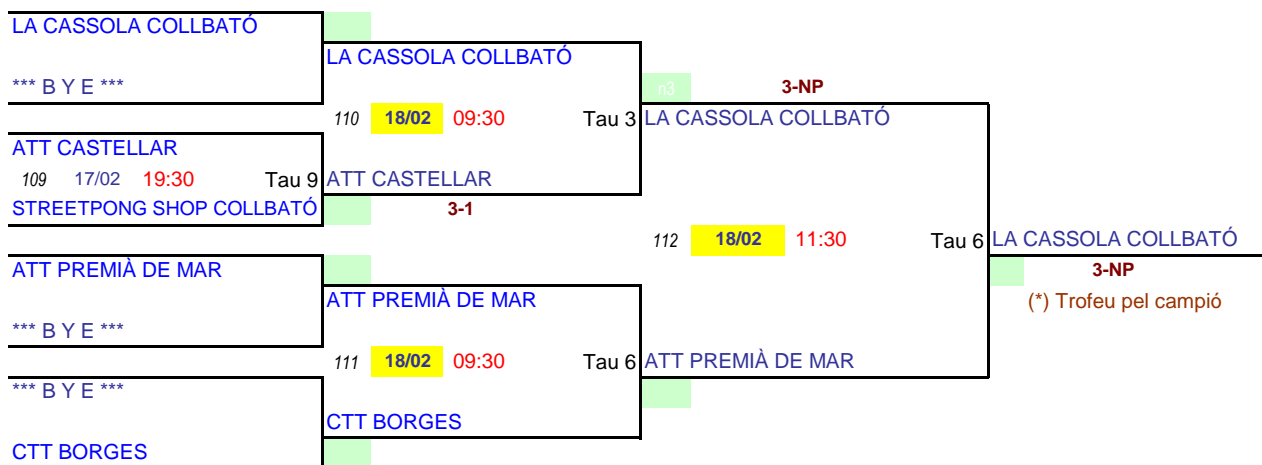 LA CASSOLA COLLBATÓ
LA CASSOLA COLLBATÓ
*** B Y E ***
n3 3-NP
110 18/02 09:30 Tau 3 LA CASSOLA COLLBATÓ
ATT CASTELLAR
109 17/02 19:30 Tau 9 ATT CASTELLAR
STREETPONG SHOP COLLBATÓ 3-1
112 18/02 11:30 Tau 6 LA CASSOLA COLLBATÓ
ATT PREMIÀ DE MAR 3-NP
ATT PREMIÀ DE MAR (*) Trofeu pel campió
*** B Y E ***
111 18/02 09:30 Tau 6 ATT PREMIÀ DE MAR
*** B Y E ***
CTT BORGES
CTT BORGES